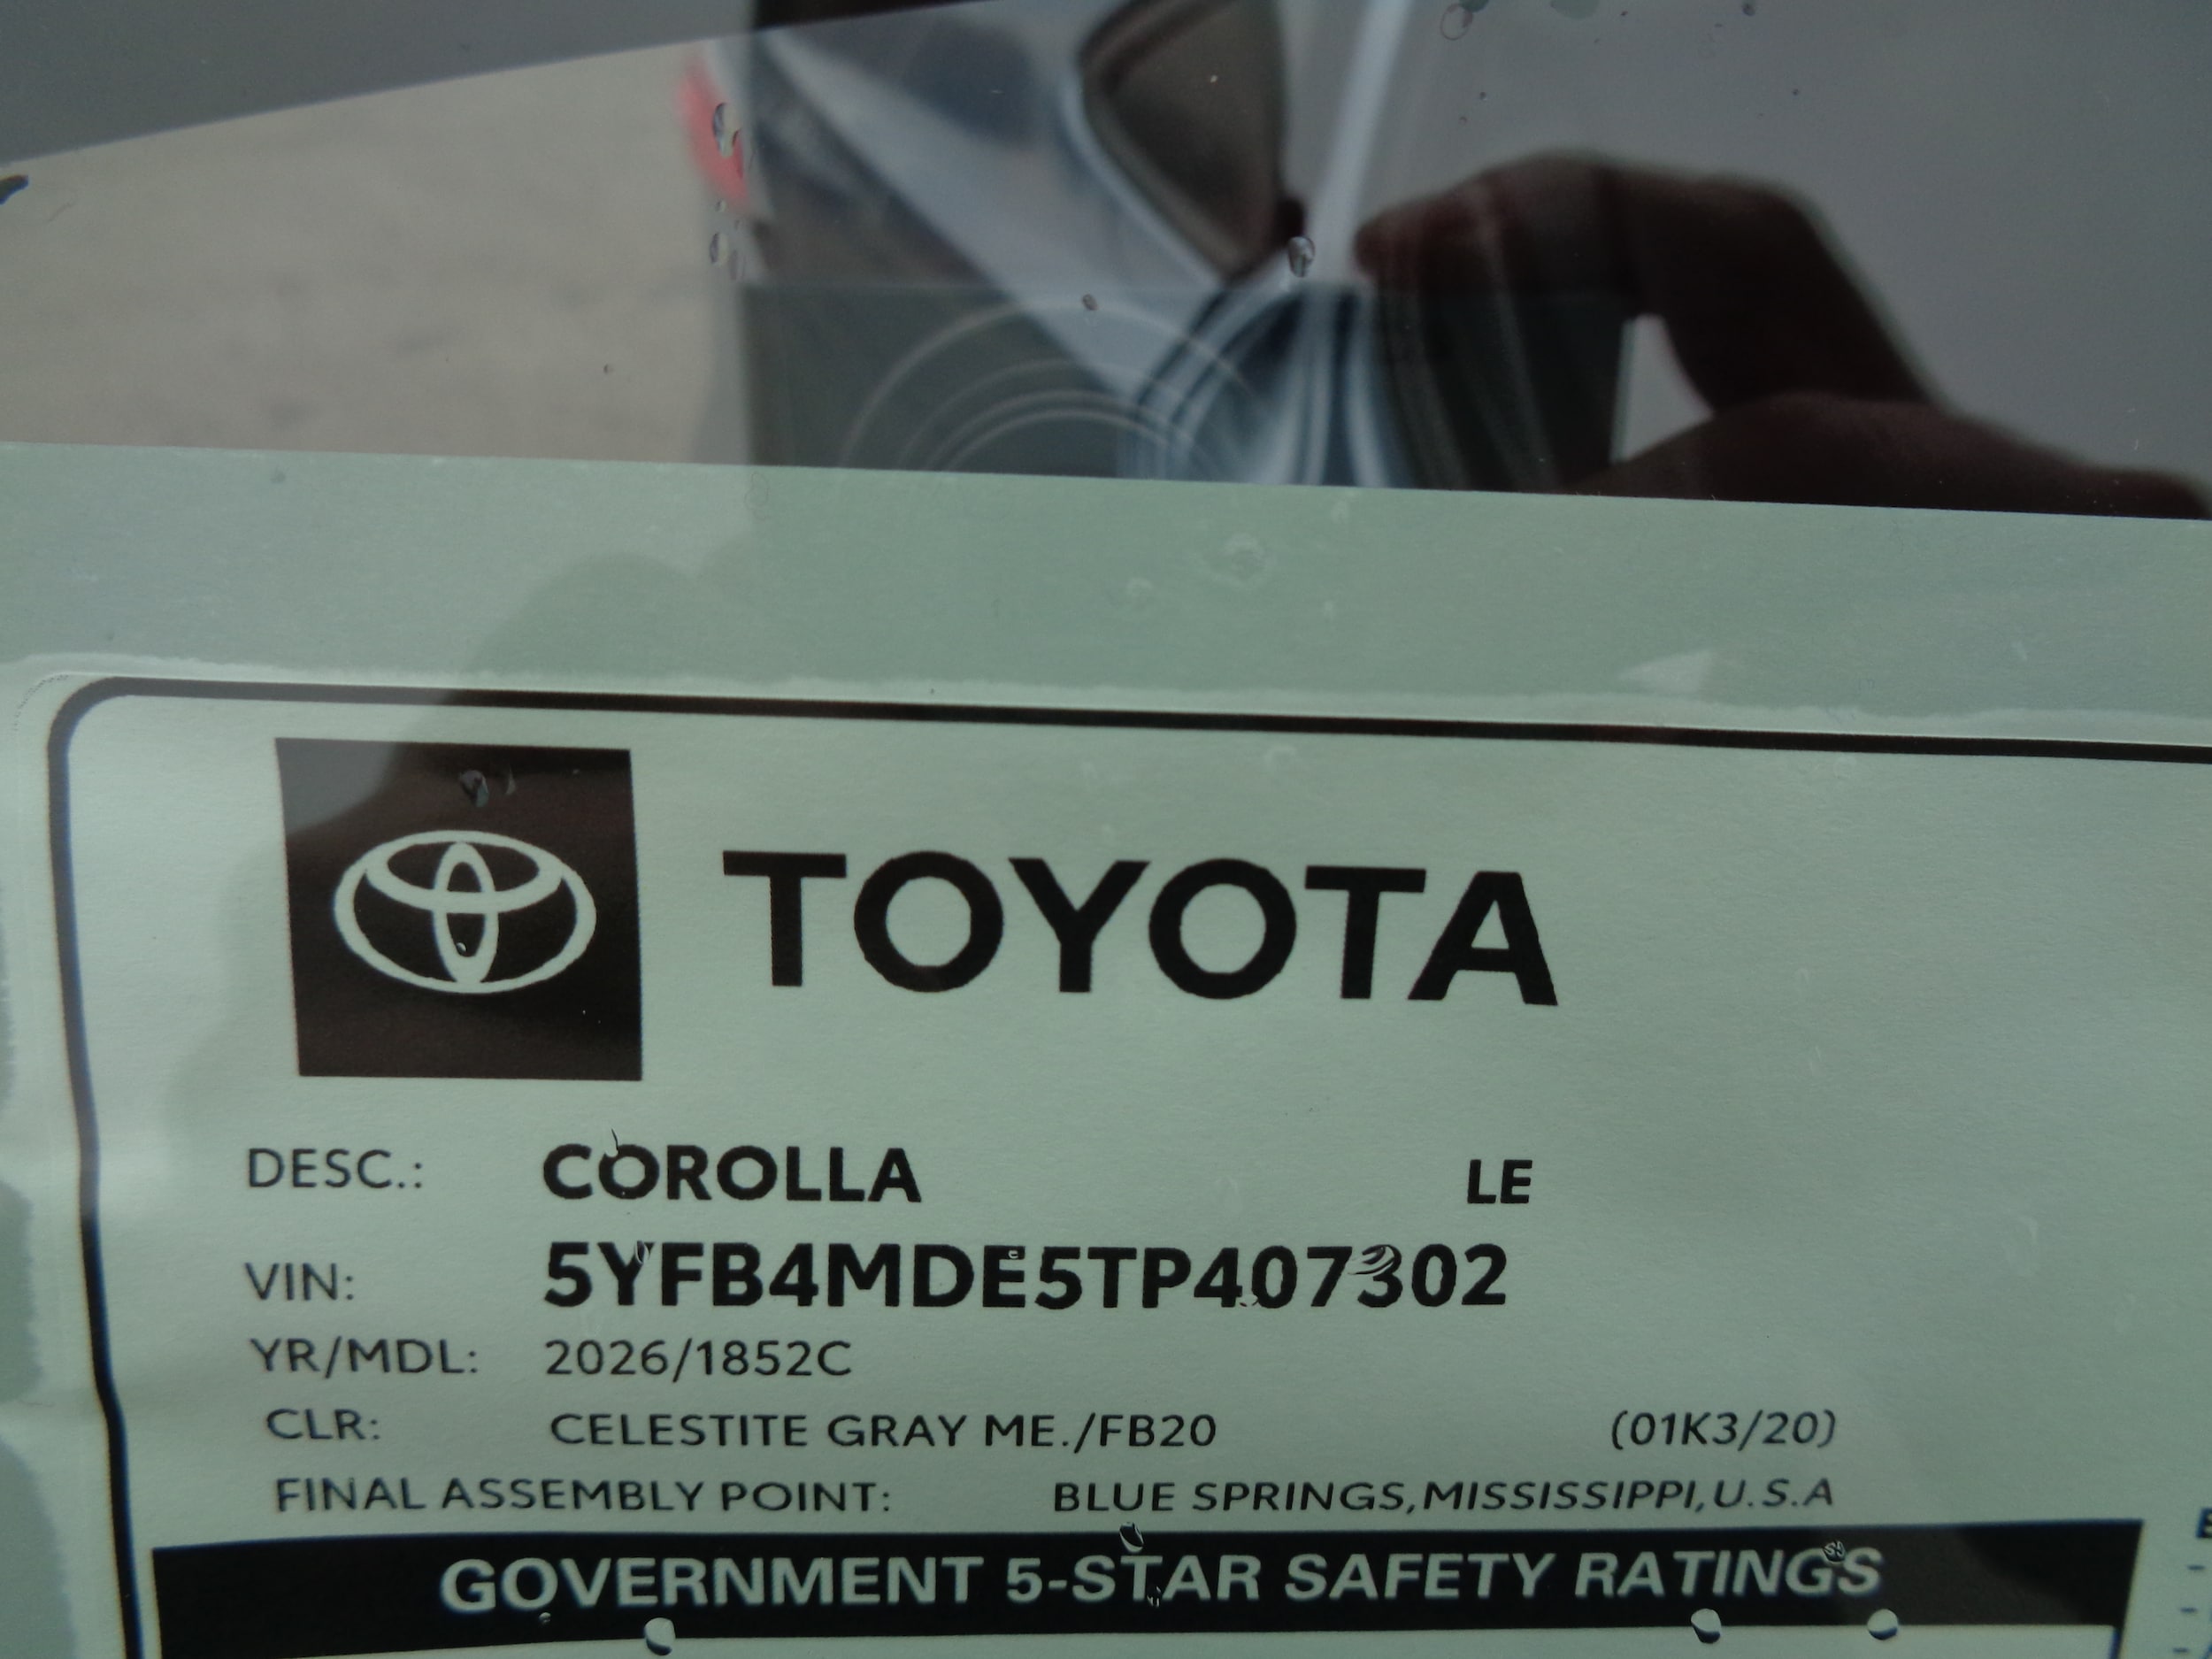 TOYOTA
DESC.: COROLLA LE
VIN: 5YFB4MDE5TP407302
YR/MDL: 2026/1852C
CLR: CELESTITE GRAY ME./FB20 (01K3/20)
FINAL ASSEMBLY POINT: BLUE SPRINGS,MISSISSIPPI,U.S.A
GOVERNMENT 5-STAR SAFETY RATINGS